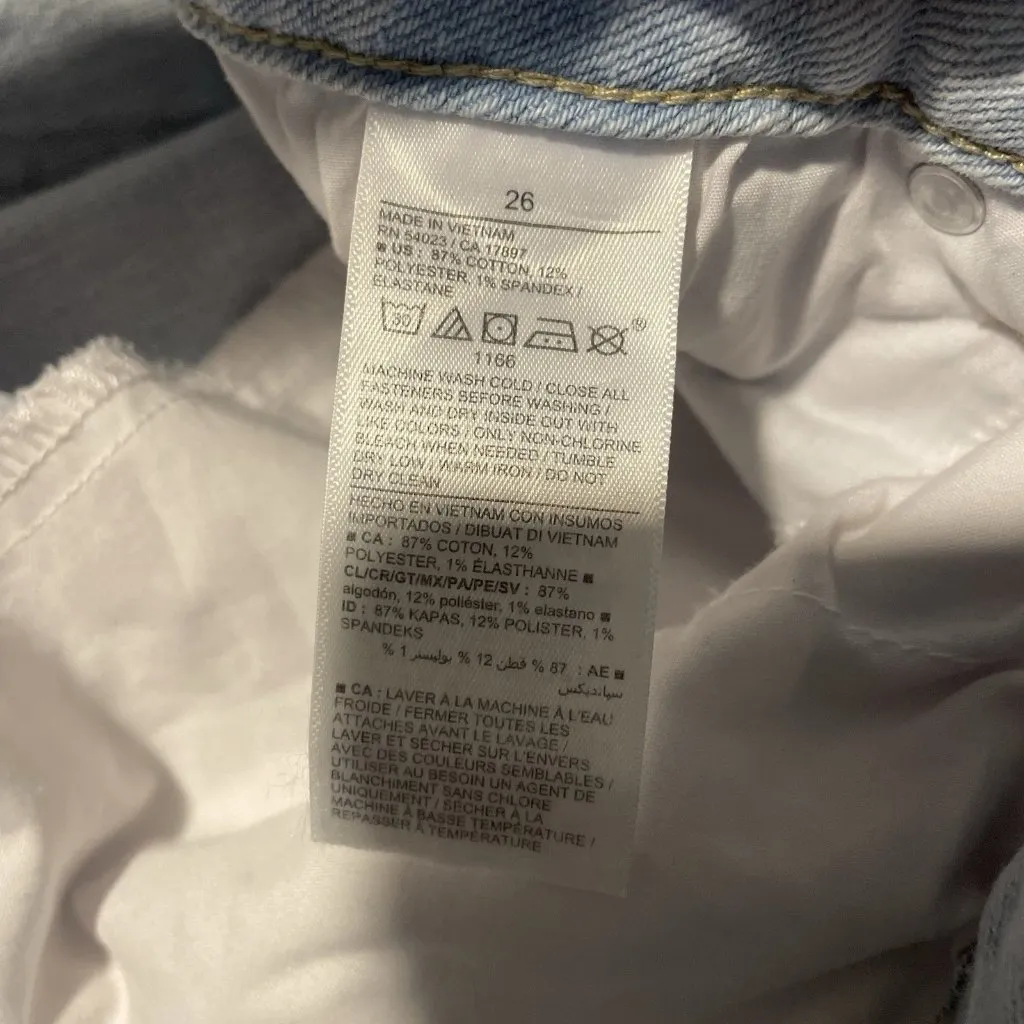 26
MADE IN VIETNAM
RN 54023 / CA 17897
■ US : 87% COTTON, 12%
POLYESTER, 1% SPANDEX /
ELASTANE
30
®
1166
MACHINE WASH COLD / CLOSE ALL
FASTENERS BEFORE WASHING /
WASH AND DRY INSIDE OUT WITH
LIKE COLORS / ONLY NON-CHLORINE
BLEACH WHEN NEEDED / TUMBLE
DRY LOW / WARM IRON / DO NOT
DRY CLEAN
HECHO EN VIETNAM CON INSUMOS
IMPORTADOS / DIBUAT DI VIETNAM
■ CA : 87% COTON, 12%
POLYESTER, 1% ÉLASTHANNE ■
CL/CR/GT/MX/PA/PE/SV : 87%
algodón, 12% poliéster, 1% elastano ■
ID : 87% KAPAS, 12% POLISTER, 1%
SPANDEKS
■ AE : 87 % قطن 12 % بوليستر 1 %
سبانديكس
■ CA : LAVER À LA MACHINE À L'EAU
FROIDE / FERMER TOUTES LES
ATTACHES AVANT LE LAVAGE /
LAVER ET SÉCHER SUR L'ENVERS
AVEC DES COULEURS SEMBLABLES /
UTILISER AU BESOIN UN AGENT DE
BLANCHIMENT SANS CHLORE
UNIQUEMENT / SÉCHER À LA
MACHINE À BASSE TEMPÉRATURE /
REPASSER À TEMPÉRATURE